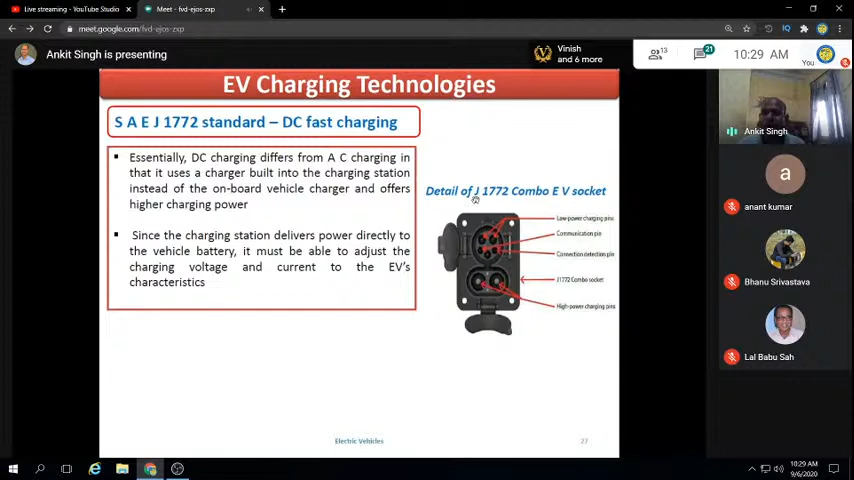 Live streaming - YouTube Studio
Meet - fvd-ejos-zxp
meet.google.com/fvd-ejos-zxp
Ankit Singh is presenting
Vinish
and 6 more
13
21
10:29 AM
You
EV Charging Technologies
S A E J 1772 standard – DC fast charging
Essentially, DC charging differs from A C charging in
that it uses a charger built into the charging station
instead of the on-board vehicle charger and offers
higher charging power
Since the charging station delivers power directly to
the vehicle battery, it must be able to adjust the
charging voltage and current to the EV's
characteristics
Detail of J 1772 Combo E V socket
Low-power charging pins
Communication pin
Connection detection pin
J1772 Combo socket
High-power charging pins
Electric Vehicles
27
Ankit Singh
a
anant kumar
Bhanu Srivastava
Lal Babu Sah
10:29 AM
9/6/2020